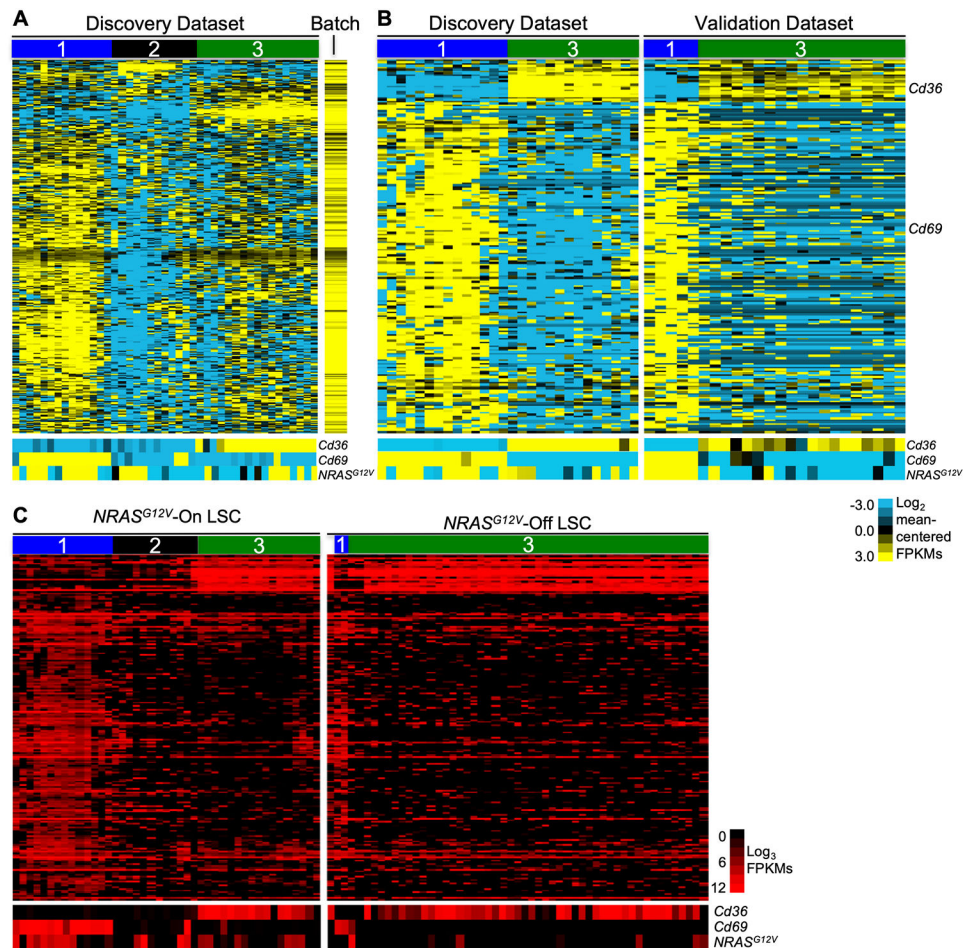 A
Discovery Dataset
Batch
1 2 3
Cd36
Cd69
NRAS^G12V
B
Discovery Dataset
Validation Dataset
1 3
1 3
Cd36
Cd69
Cd36
Cd69
NRAS^G12V
-3.0
0.0
3.0
Log₂
mean-
centered
FPKMs
C
NRAS^G12V-On LSC
NRAS^G12V-Off LSC
1 2 3
1 3
0
6
12
Log₃
FPKMs
Cd36
Cd69
NRAS^G12V